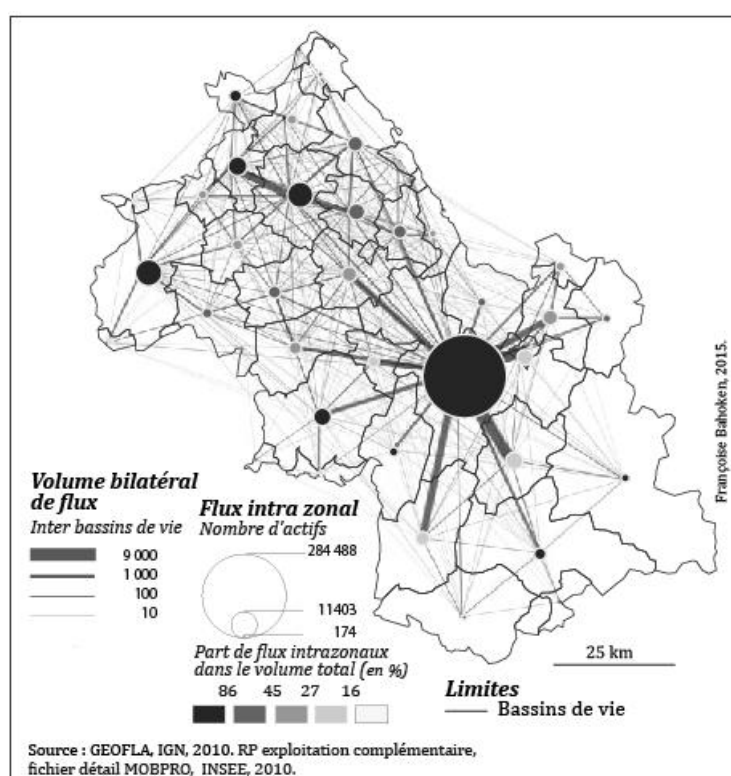 Françoise Bahoken, 2015.
Volume bilatéral
de flux
Inter bassins de vie
9 000
1 000
100
10
Flux intra zonal
Nombre d'actifs
284 488
11403
174
Part de flux intrazonaux
dans le volume total (en %)
86 45 27 16
25 km
Limites
Bassins de vie
Source : GEOFLA, IGN, 2010. RP exploitation complémentaire,
fichier détail MOBPRO, INSEE, 2010.